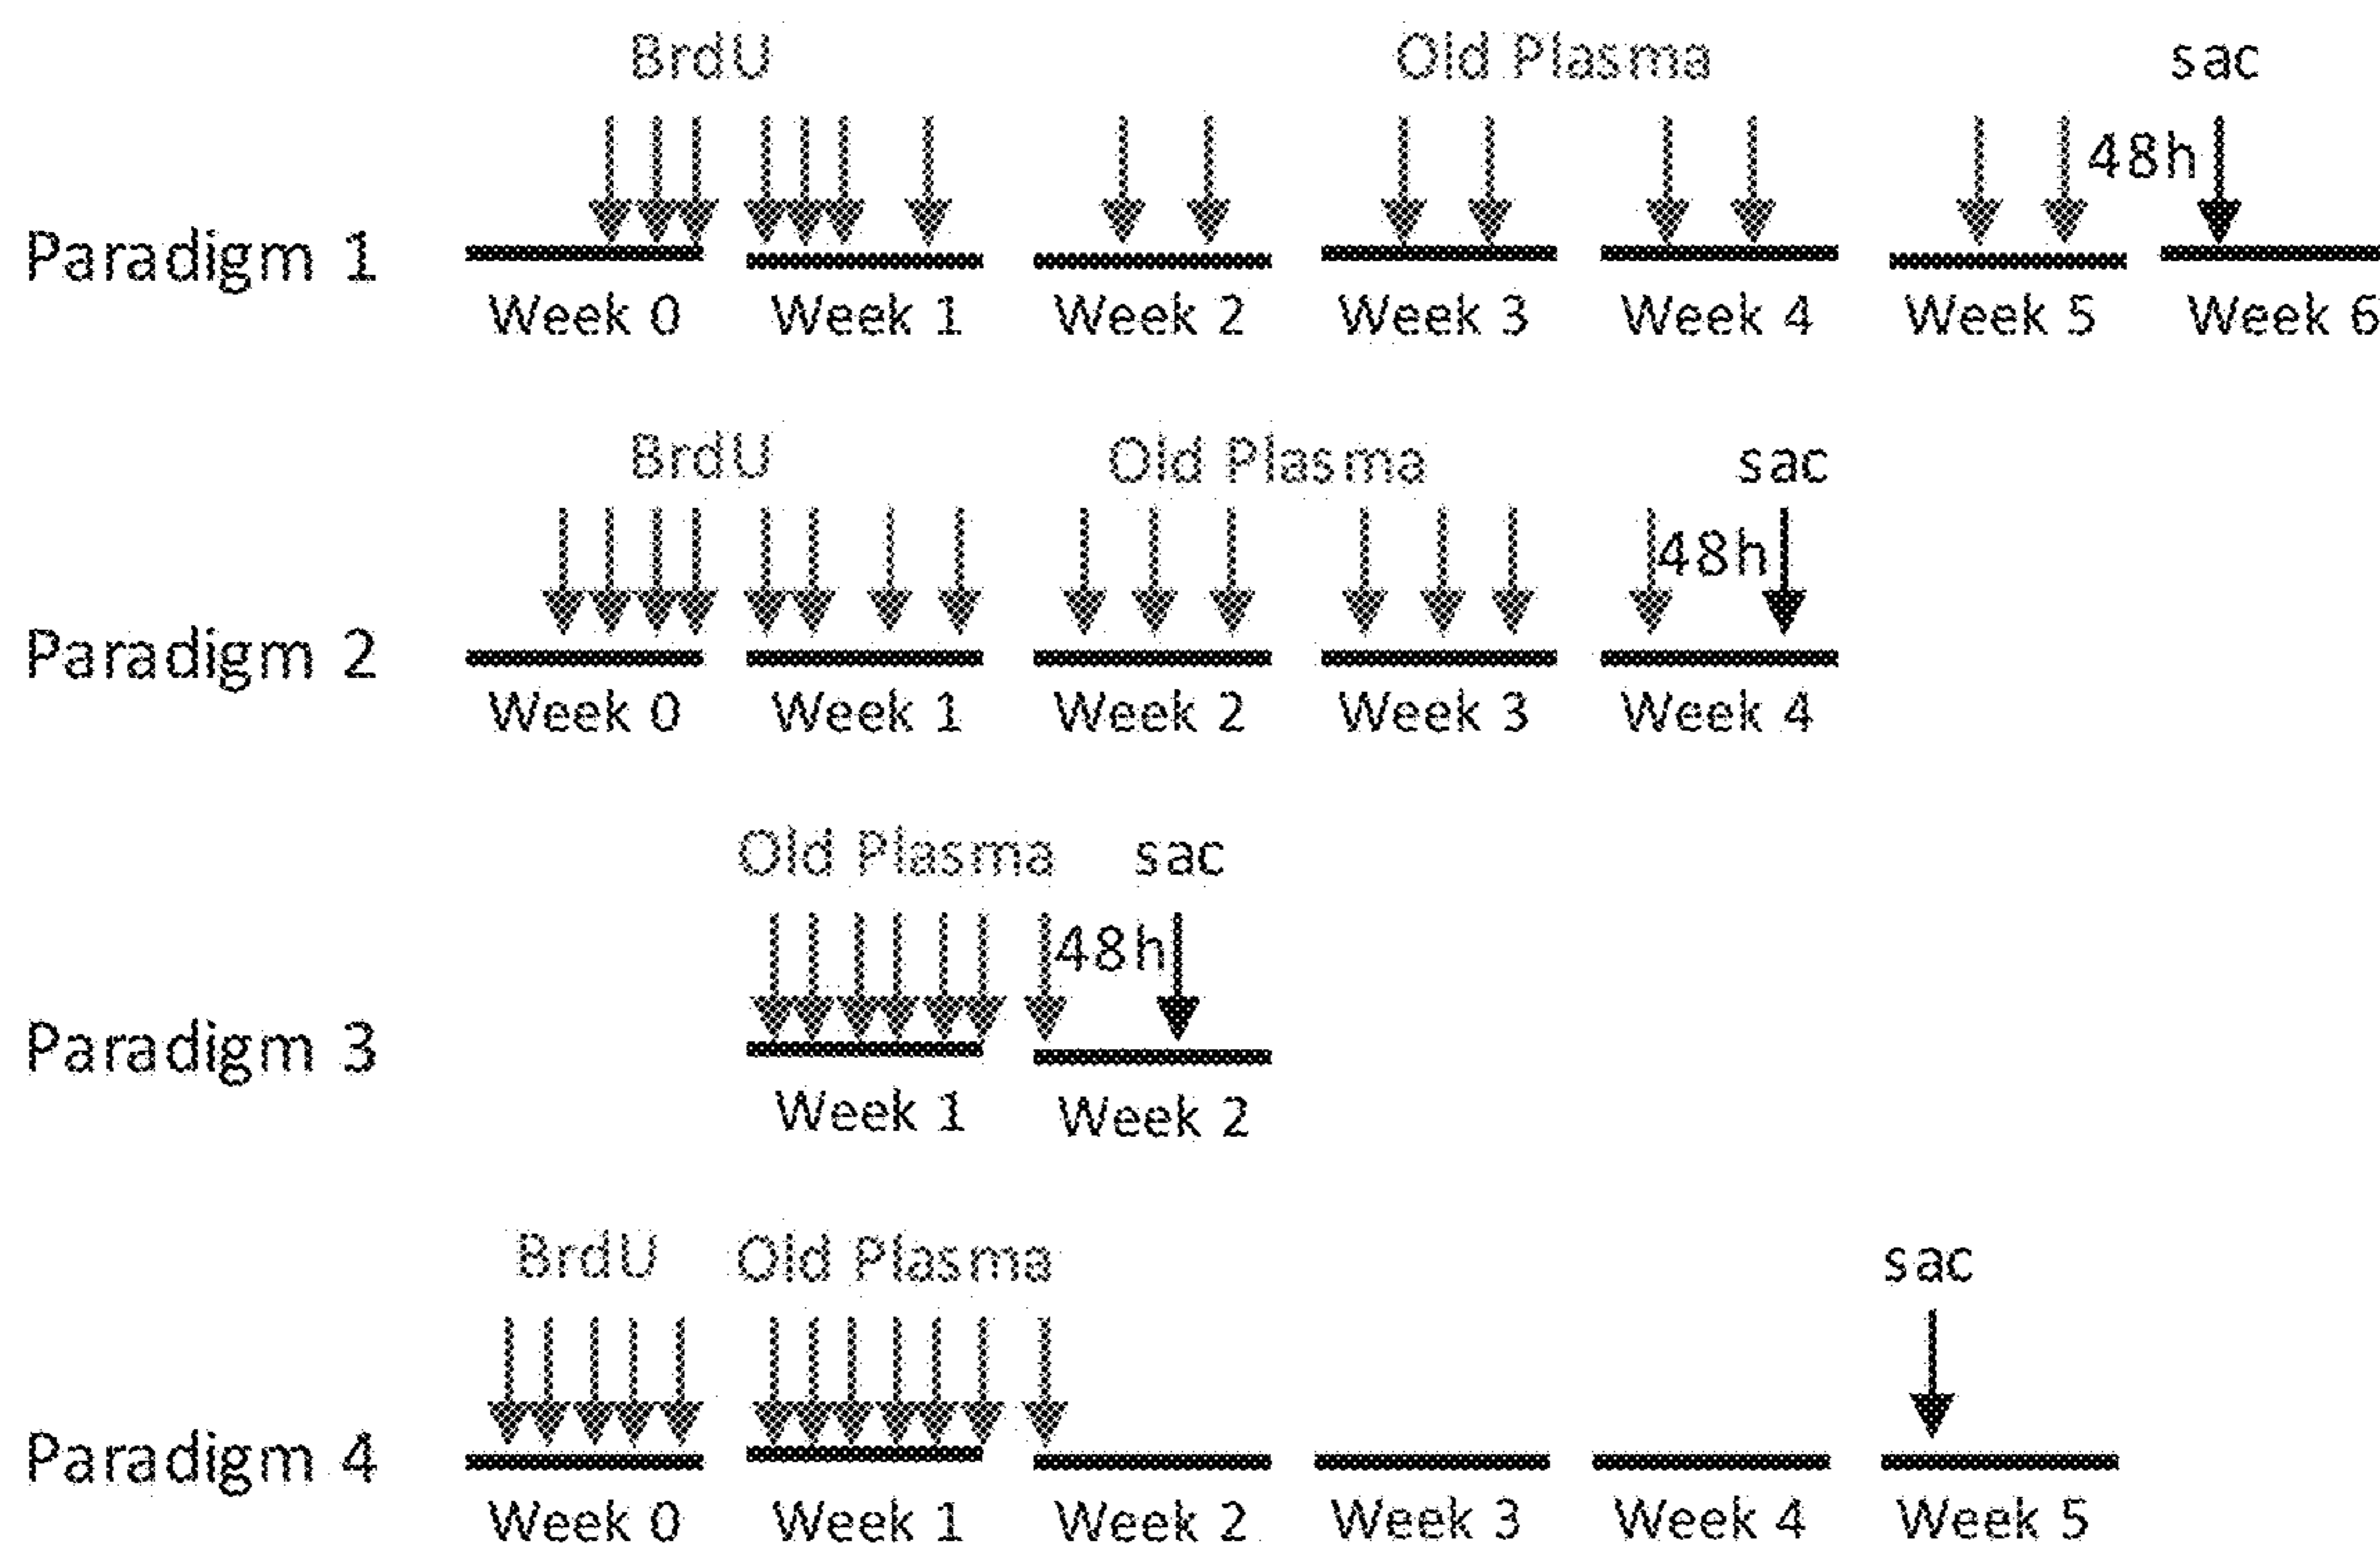 BrdU Old Plasma sac
48h
Paradigm 1
Week 0 Week 1 Week 2 Week 3 Week 4 Week 5 Week 6
BrdU Old Plasma sac
48h
Paradigm 2
Week 0 Week 1 Week 2 Week 3 Week 4
Old Plasma sac
48h
Paradigm 3
Week 1 Week 2
BrdU Old Plasma sac
Paradigm 4
Week 0 Week 1 Week 2 Week 3 Week 4 Week 5